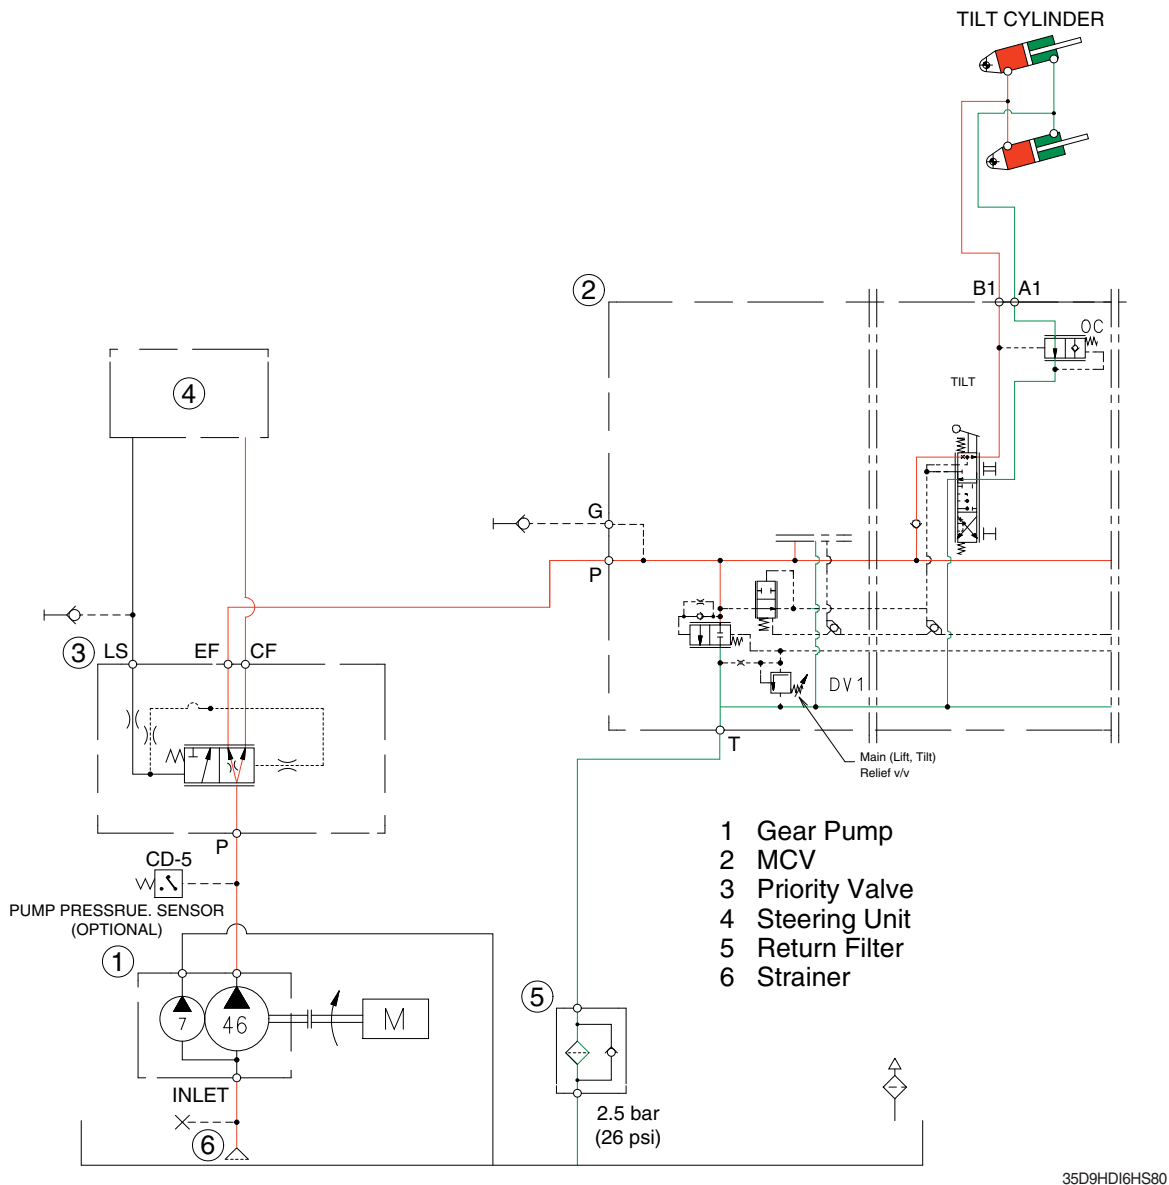 TILT CYLINDER
2
B1 A1
OC
TILT
4
G
P
3 LS EF CF
DV1
T
Main (Lift, Tilt)
Relief v/v
P
CD-5
PUMP PRESSRUE. SENSOR
(OPTIONAL)
1
7
46
M
INLET
6
5
2.5 bar
(26 psi)
1 Gear Pump
2 MCV
3 Priority Valve
4 Steering Unit
5 Return Filter
6 Strainer
35D9HDI6HS80